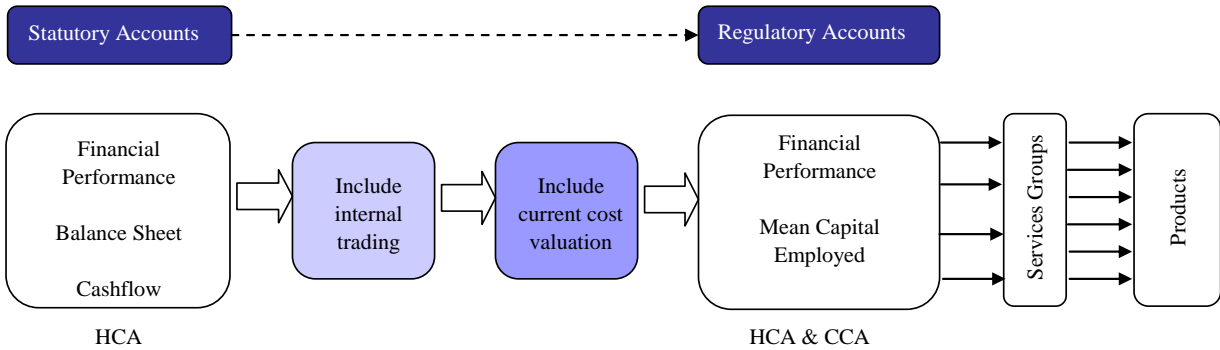 Statutory Accounts
Regulatory Accounts
Financial
Performance
Balance Sheet
Cashflow
HCA
Include
internal
trading
Include
current cost
valuation
Financial
Performance
Mean Capital
Employed
HCA & CCA
Services Groups
Products